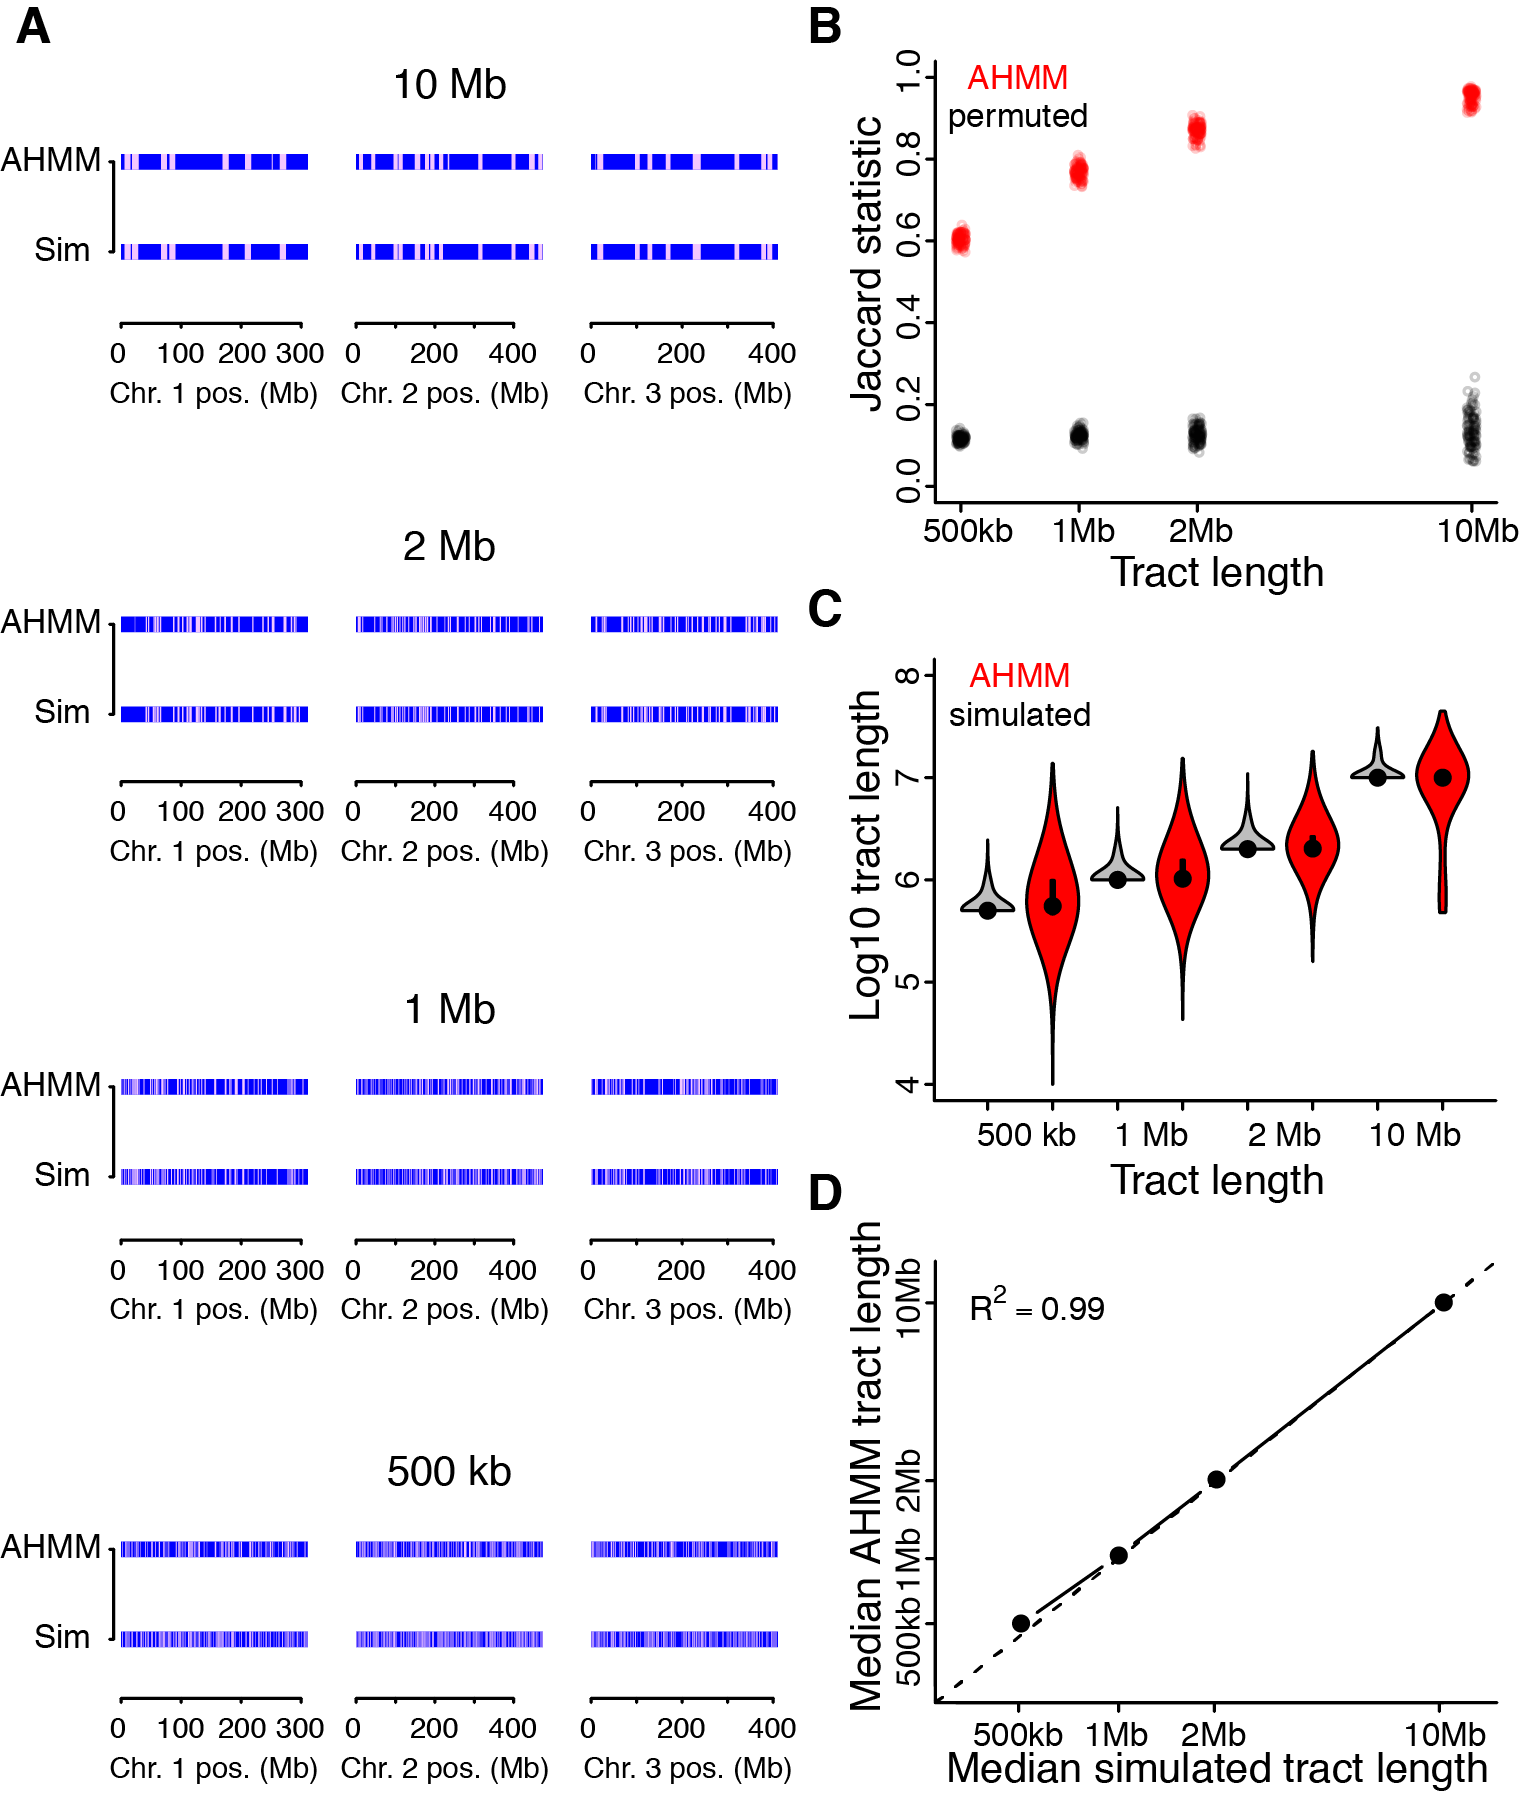 A
10 Mb
AHMM
Sim
0 100 200 300
Chr. 1 pos. (Mb)
0 200 400
Chr. 2 pos. (Mb)
0 200 400
Chr. 3 pos. (Mb)
2 Mb
AHMM
Sim
0 100 200 300
Chr. 1 pos. (Mb)
0 200 400
Chr. 2 pos. (Mb)
0 200 400
Chr. 3 pos. (Mb)
1 Mb
AHMM
Sim
0 100 200 300
Chr. 1 pos. (Mb)
0 200 400
Chr. 2 pos. (Mb)
0 200 400
Chr. 3 pos. (Mb)
500 kb
AHMM
Sim
0 100 200 300
Chr. 1 pos. (Mb)
0 200 400
Chr. 2 pos. (Mb)
0 200 400
Chr. 3 pos. (Mb)
B
AHMM
permuted
Jaccard statistic
0.0 0.2 0.4 0.6 0.8 1.0
500kb 1Mb 2Mb 10Mb
Tract length
C
AHMM
simulated
Log10 tract length
4 5 6 7 8
500 kb 1 Mb 2 Mb 10 Mb
Tract length
D
R2 = 0.99
Median AHMM tract length
500kb 1Mb 2Mb 10Mb
500kb 1Mb 2Mb 10Mb
Median simulated tract length